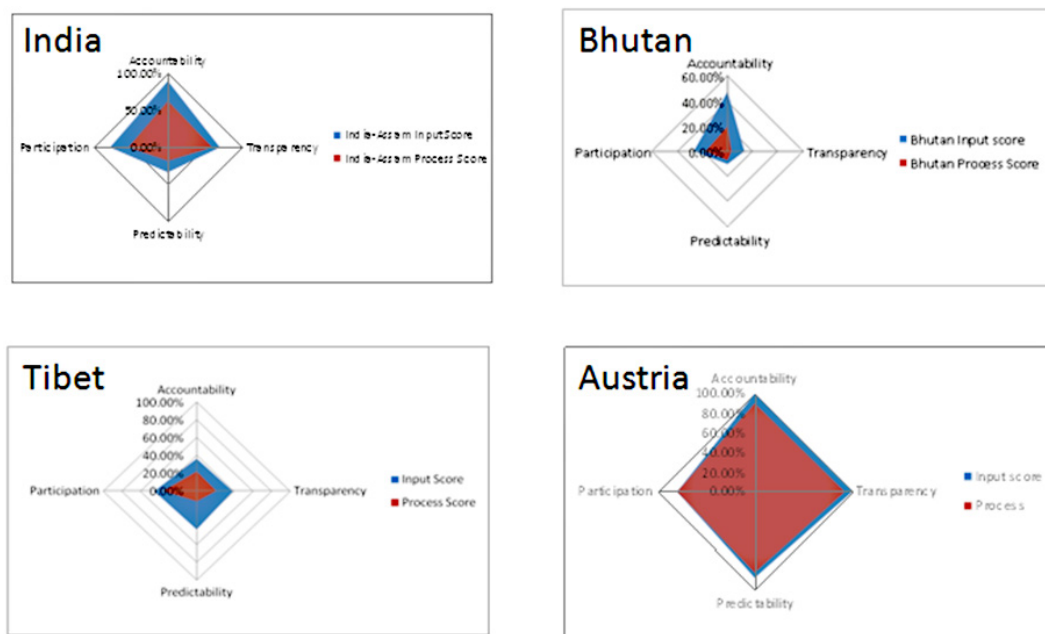 India
Accountability
100.00%
50.00%
0.00%
Participation
Transparency
Predictability
India-Assam Input Score
India-Assam Process Score
Bhutan
Accountability
60.00%
40.00%
20.00%
0.00%
Participation
Transparency
Predictability
Bhutan Input score
Bhutan Process Score
Tibet
Accountability
100.00%
80.00%
60.00%
40.00%
20.00%
0.00%
Participation
Transparency
Predictability
Input Score
Process Score
Austria
Accountability
100.00%
80.00%
60.00%
40.00%
20.00%
0.00%
Participation
Transparency
Predictability
Input score
Process